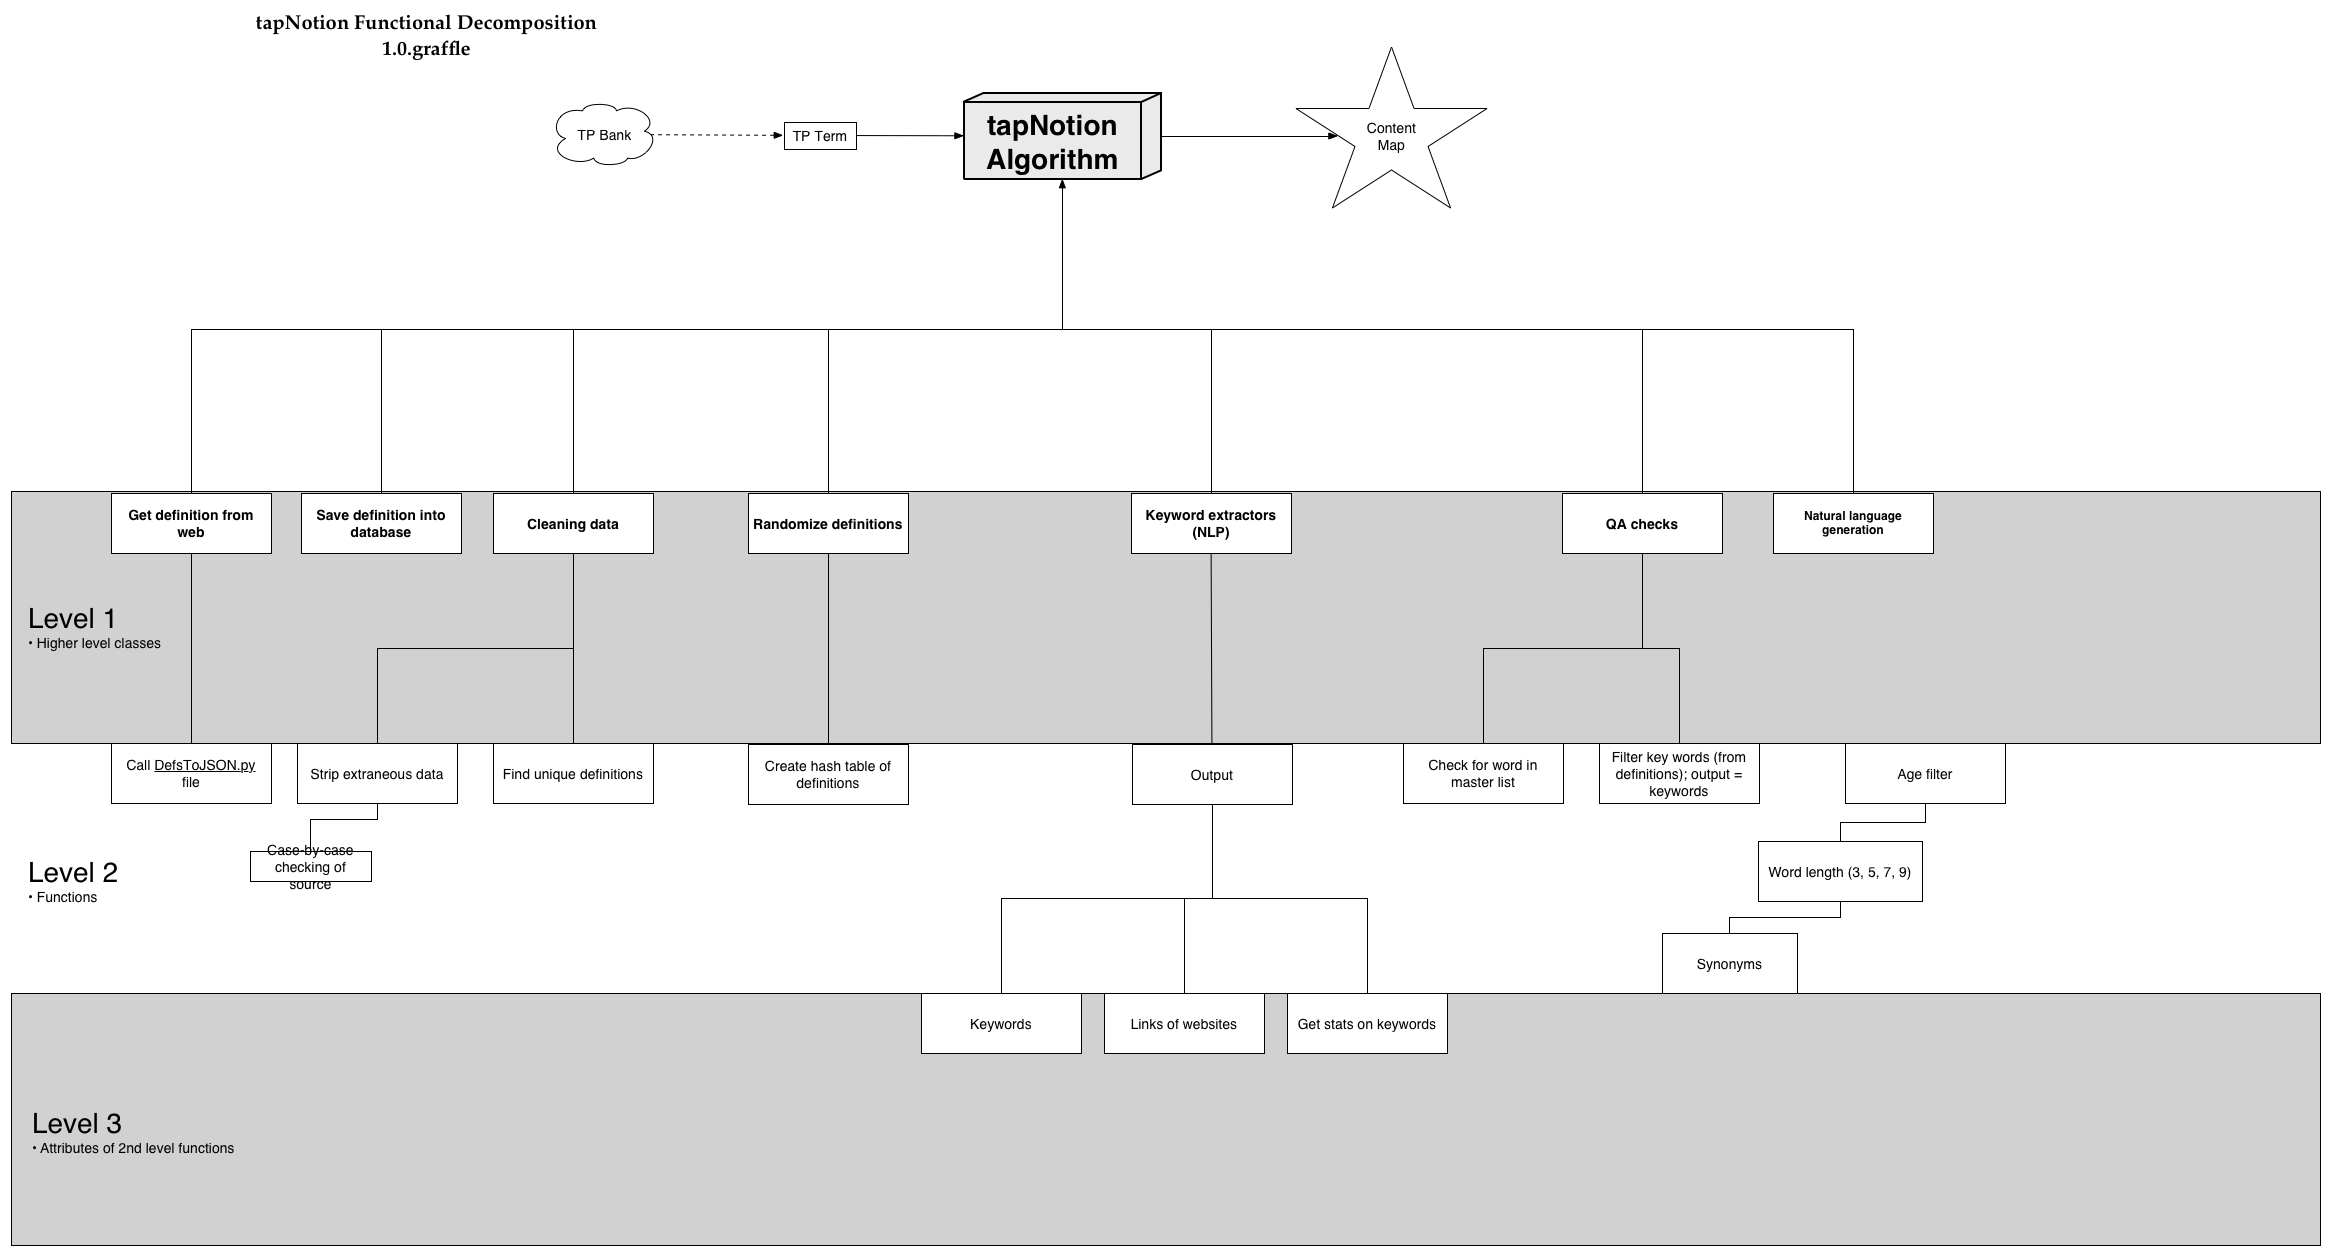 tapNotion Functional Decomposition
1.0.graffle
TP Bank
TP Term
tapNotion
Algorithm
Content
Map
Get definition from
web
Save definition into
database
Cleaning data
Randomize definitions
Keyword extractors
(NLP)
QA checks
Natural language
generation
Level 1
• Higher level classes
Call DefsToJSON.py
file
Strip extraneous data
Find unique definitions
Create hash table of
definitions
Output
Check for word in
master list
Filter key words (from
definitions); output =
keywords
Age filter
Case-by-case
checking of
source
Level 2
• Functions
Word length (3, 5, 7, 9)
Synonyms
Keywords
Links of websites
Get stats on keywords
Level 3
• Attributes of 2nd level functions